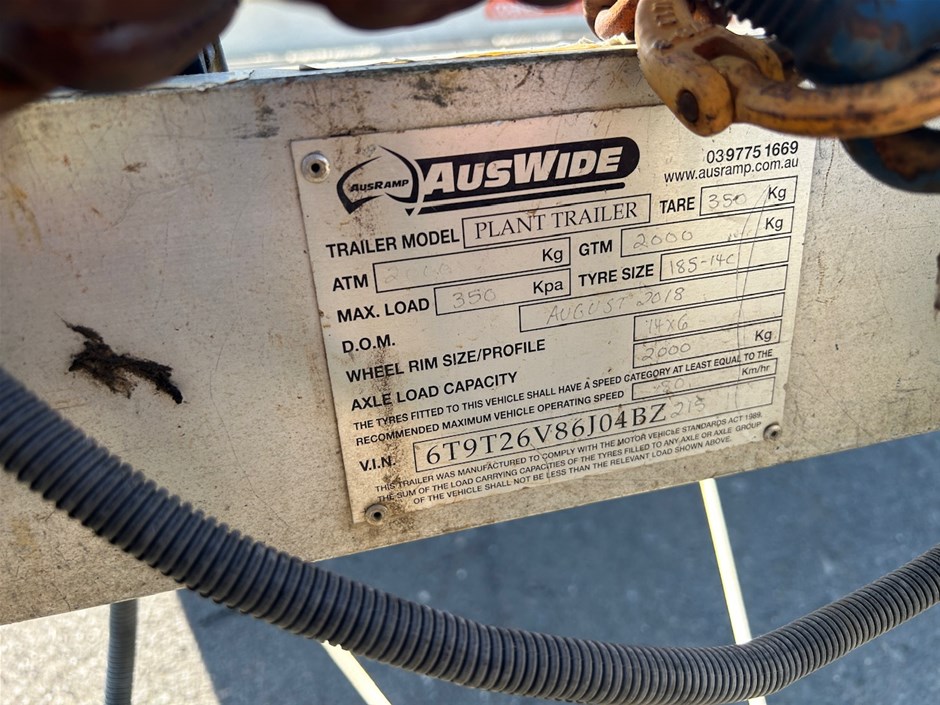 AUSRAMP AUSWIDE
03 9775 1669
www.ausramp.com.au
TRAILER MODEL PLANT TRAILER TARE 350 Kg
ATM Kg GTM 2000 Kg
MAX. LOAD 350 Kpa TYRE SIZE 185-14C
D.O.M. AUGUST 2018
WHEEL RIM SIZE/PROFILE 14x6
AXLE LOAD CAPACITY 2000 Kg
THE TYRES FITTED TO THIS VEHICLE SHALL HAVE A SPEED CATEGORY AT LEAST EQUAL TO THE
RECOMMENDED MAXIMUM VEHICLE OPERATING SPEED Km/hr
V.I.N. 6T9T26V86J04BZ215
THIS TRAILER WAS MANUFACTURED TO COMPLY WITH THE MOTOR VEHICLE STANDARDS ACT 1989.
THE SUM OF THE LOAD CARRYING CAPACITIES OF THE TYRES FILLED TO ANY AXLE OR AXLE GROUP
OF THE VEHICLE SHALL NOT BE LESS THAN THE RELEVANT LOAD SHOWN ABOVE.